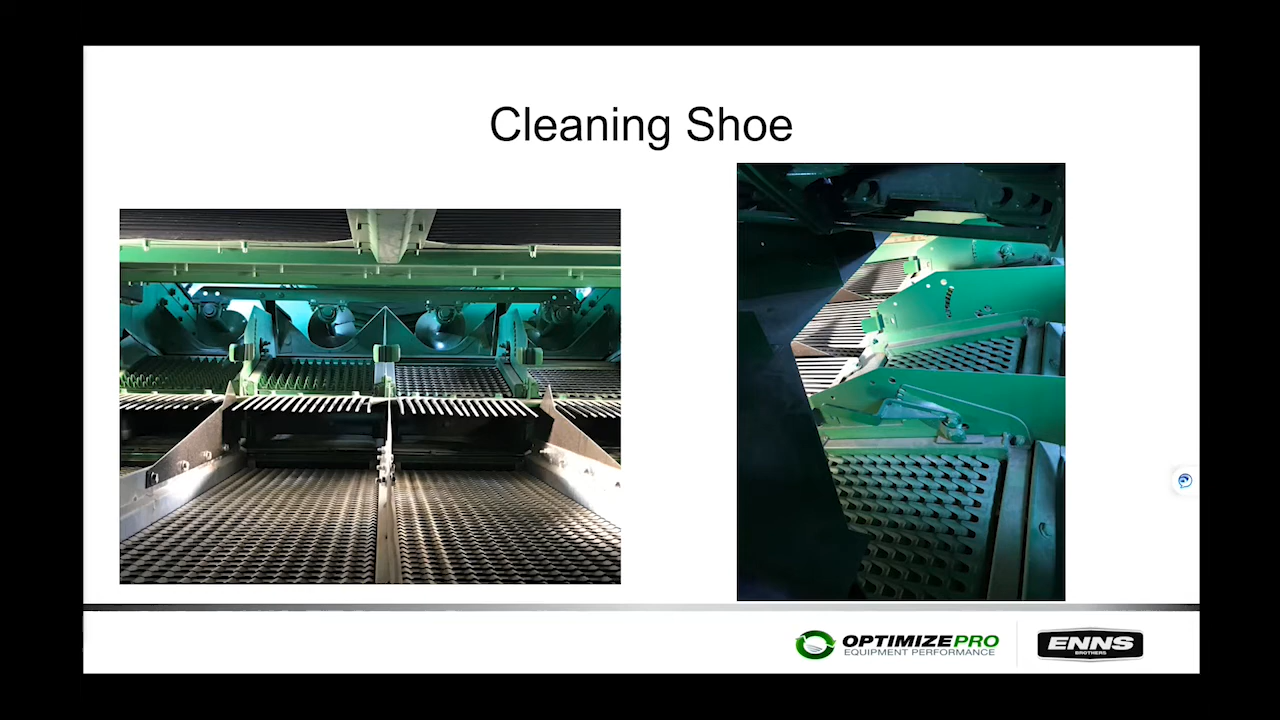 Cleaning Shoe
OPTIMIZEPRO
EQUIPMENT PERFORMANCE
ENNS
BROTHERS